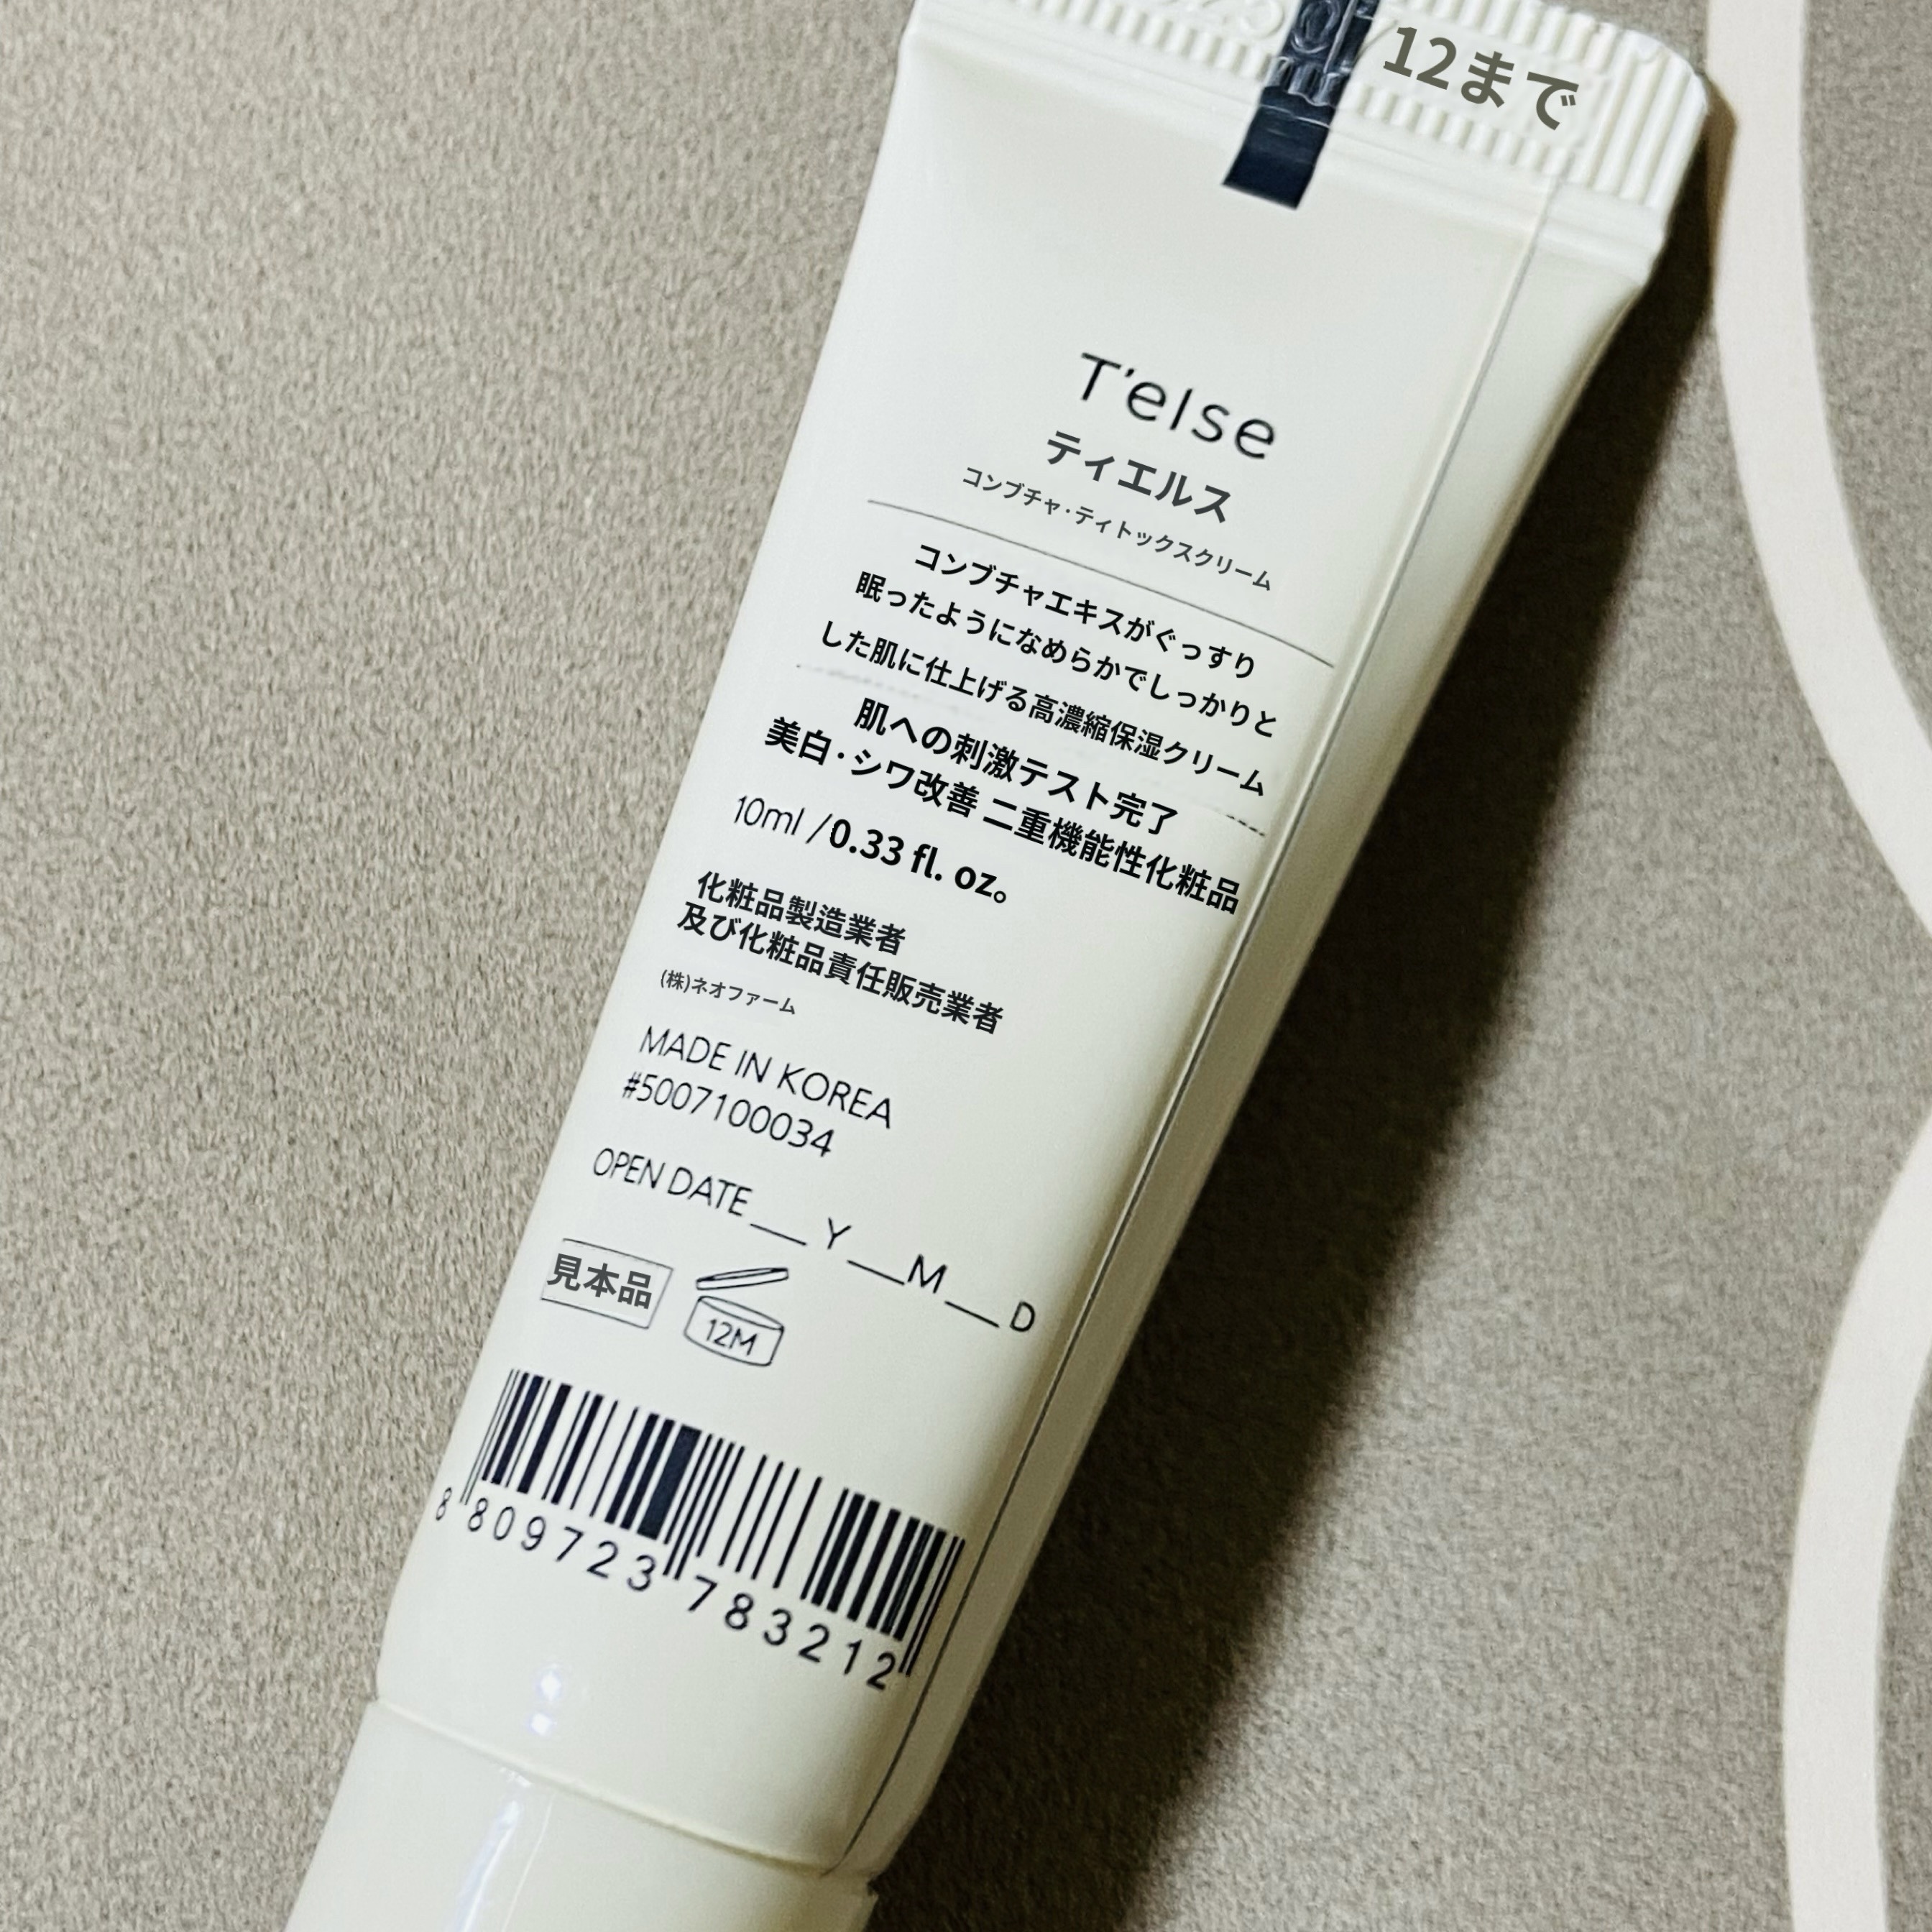 12まで
T'else
ティエルス
コンブチャ·ティトックスクリーム
コンブチャエキスがぐっすり
眠ったようになめらかでしっかりと
した肌に仕上げる高濃縮保湿クリーム
肌への刺激テスト完了
美白·シワ改善 二重機能性化粧品
10ml /0.33 fl. oz。
化粧品製造業者
及び化粧品責任販売業者
(株)ネオファーム
MADE IN KOREA
#5007100034
OPEN DATE___ Y___M___D
見本品
12M
8 809723 783212